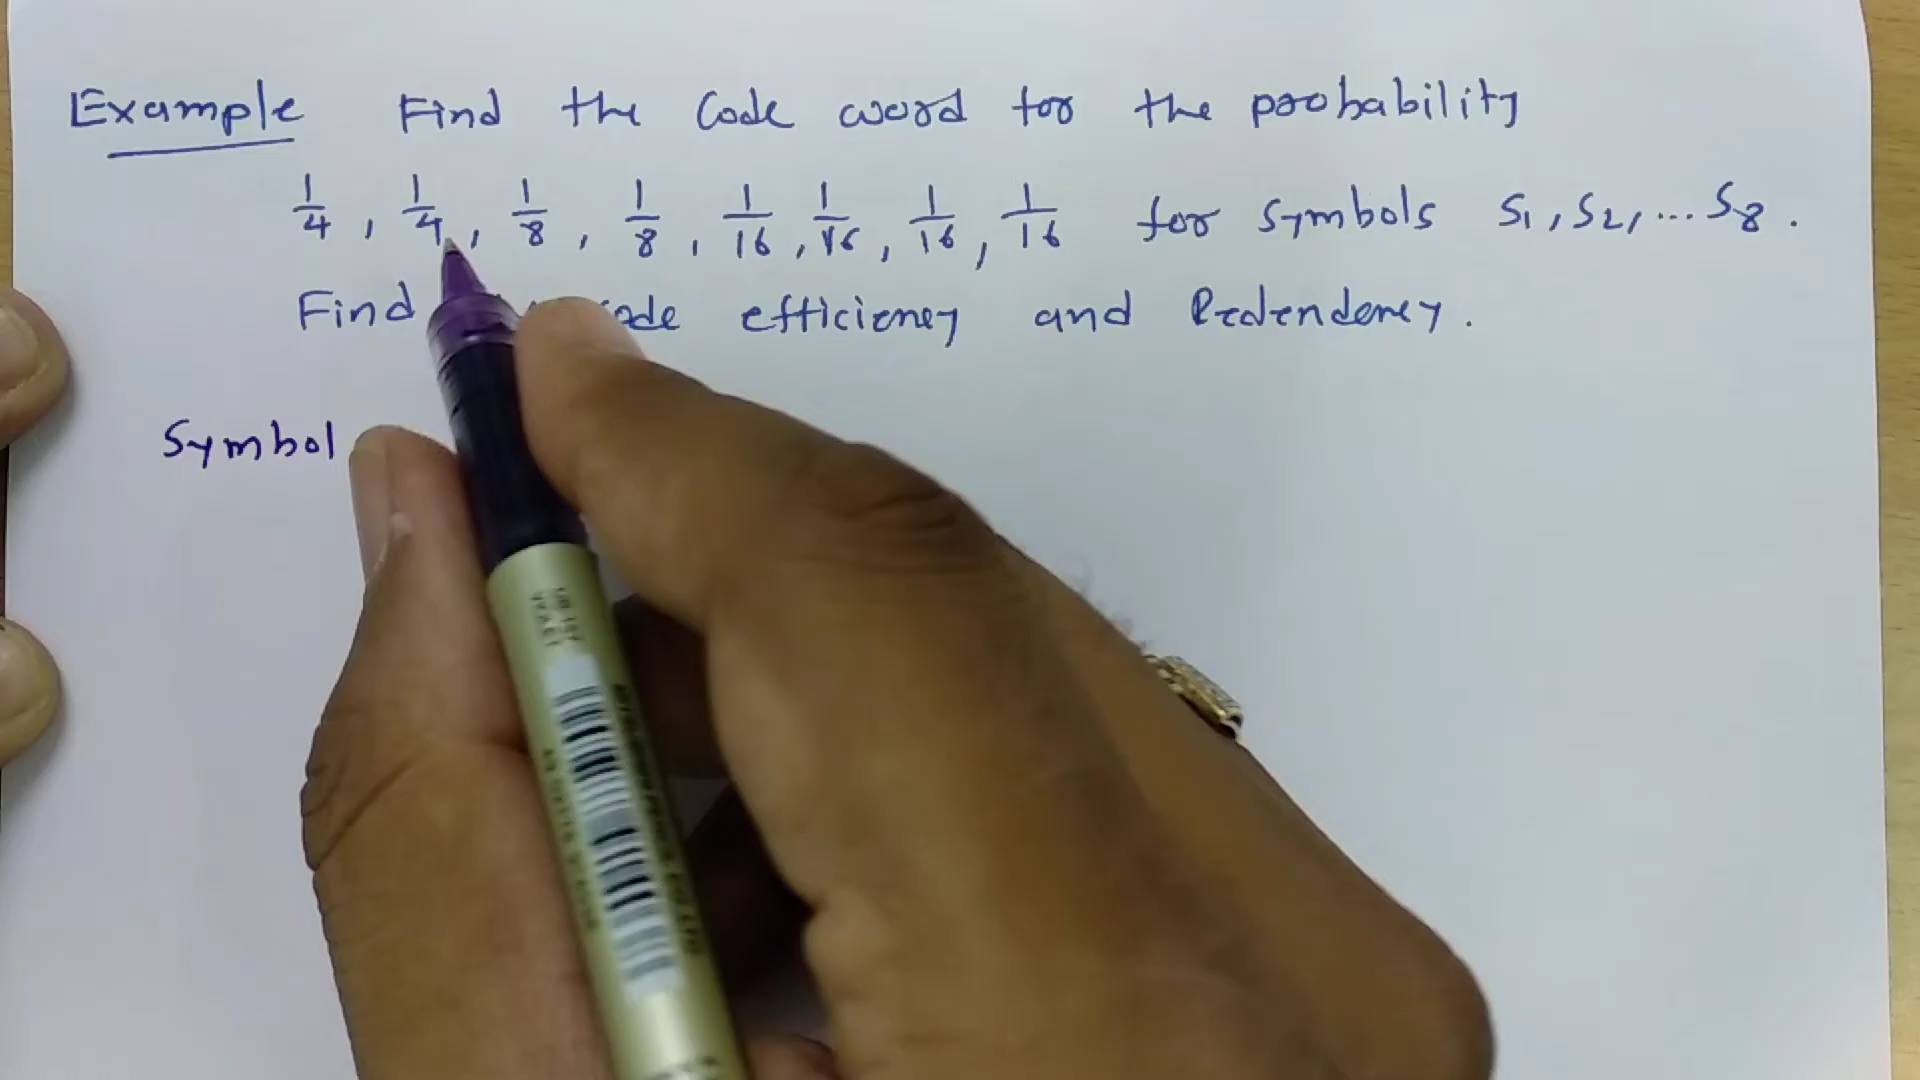 Example Find the Code word for the probability
1/4, 1/4, 1/8, 1/8, 1/16, 1/16, 1/16, 1/16 for symbols S1, S2, ... S8.
Find efficiency and Redendency.
Symbol